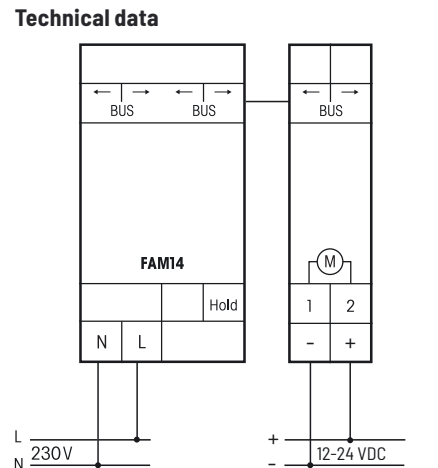 Technical data
← → ← → ← →
BUS BUS BUS
M
FAM14
Hold 1 2
N L - +
L +
230V 12-24 VDC
N -